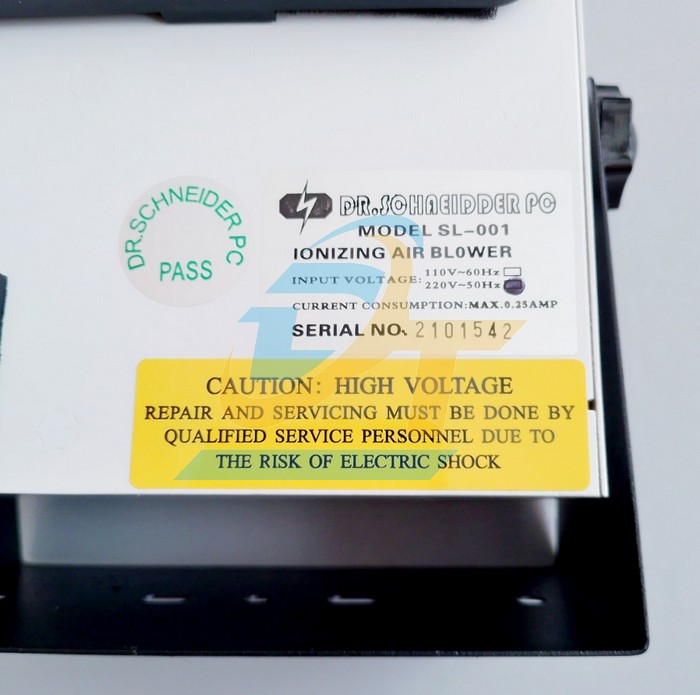 DR.SCHNEIDER PC
PASS
DR.SCHNEIDDER PC
MODEL SL-001
IONIZING AIR BLOWER
INPUT VOLTAGE:
110V~60Hz
220V~50Hz
CURRENT CONSUMPTION:MAX.0.25AMP
SERIAL NO. 2101542
CAUTION: HIGH VOLTAGE
REPAIR AND SERVICING MUST BE DONE BY
QUALIFIED SERVICE PERSONNEL DUE TO
THE RISK OF ELECTRIC SHOCK